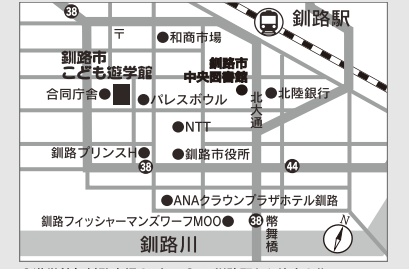 38
釧路駅
〒
和商市場
釧路市
こども遊学館
釧路市
中央図書館
合同庁舎
パレスボウル
北大通
北陸銀行
NTT
釧路プリンスH
釧路市役所
38
44
ANAクラウンプラザホテル釧路
釧路フィッシャーマンズワーフMOO
38
幣舞橋
N
釧路川